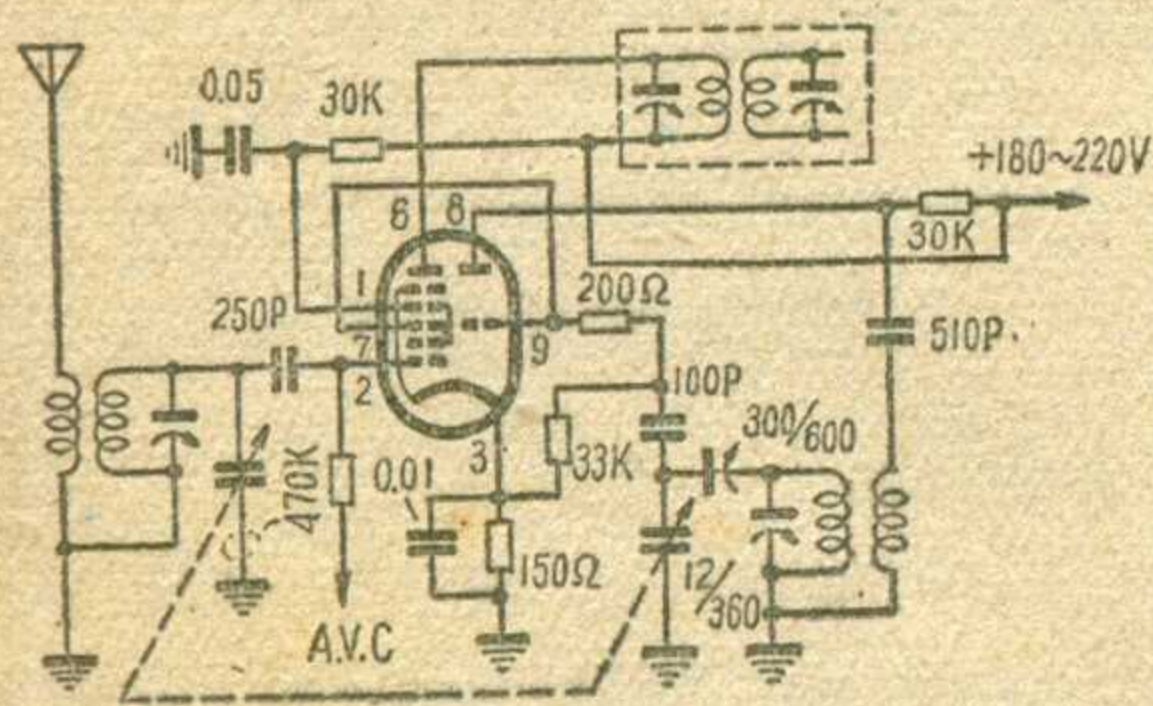 0.05
30K
+180~220V
6
8
30K
1
250P
200Ω
7
9
510P.
2
100P
300/600
3
33K
0.01
470K
150Ω
12/360
A.V.C